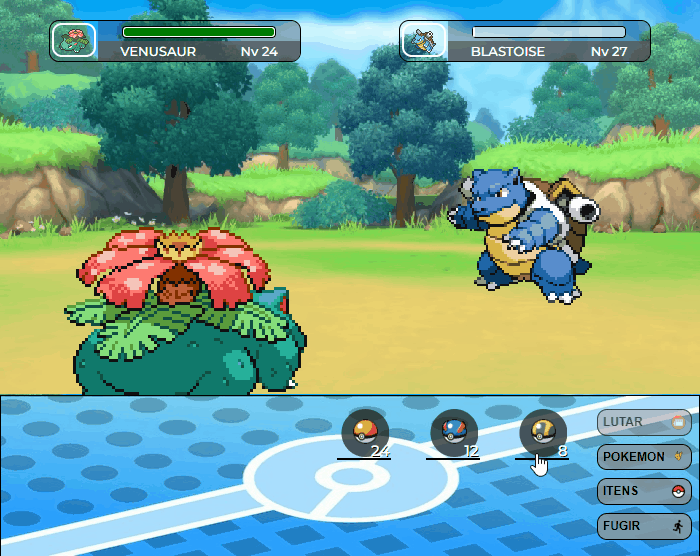 VENUSAUR Nv 24
BLASTOISE Nv 27
24
12
8
LUTAR
POKEMON
ITENS
FUGIR